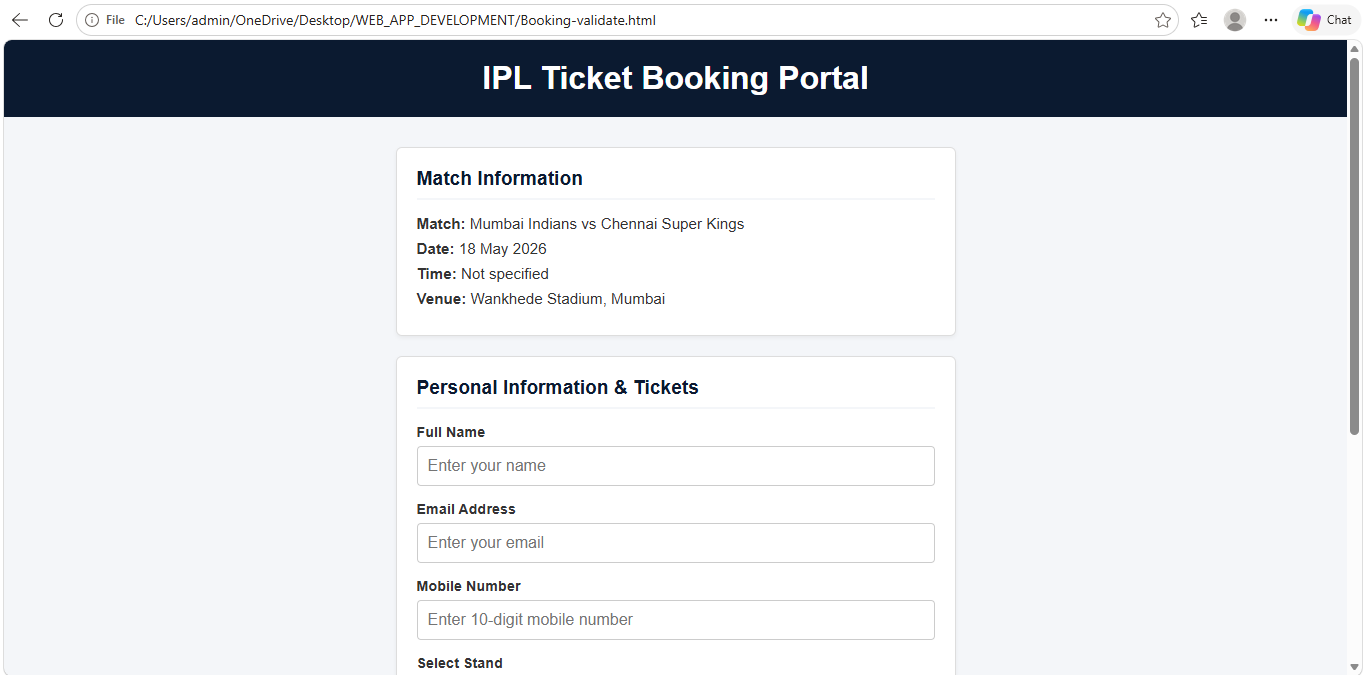 File C:/Users/admin/OneDrive/Desktop/WEB_APP_DEVELOPMENT/Booking-validate.html
Chat
IPL Ticket Booking Portal
Match Information
Match: Mumbai Indians vs Chennai Super Kings
Date: 18 May 2026
Time: Not specified
Venue: Wankhede Stadium, Mumbai
Personal Information & Tickets
Full Name
Enter your name
Email Address
Enter your email
Mobile Number
Enter 10-digit mobile number
Select Stand